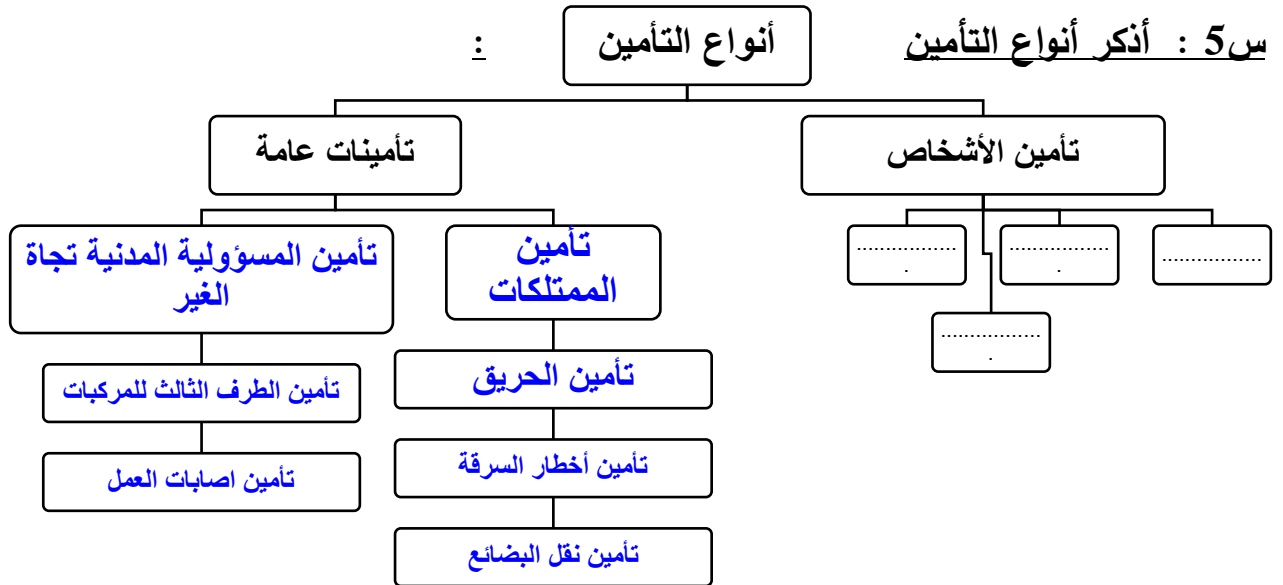 س5 : أذكر أنواع التأمين :
أنواع التأمين
تأمين الأشخاص
تأمينات عامة
................
.................
.
.................
.
.................
.
تأمين
الممتلكات
تأمين الحريق
تأمين أخطار السرقة
تأمين نقل البضائع
تأمين المسؤولية المدنية تجاة
الغير
تأمين الطرف الثالث للمركبات
تأمين اصابات العمل